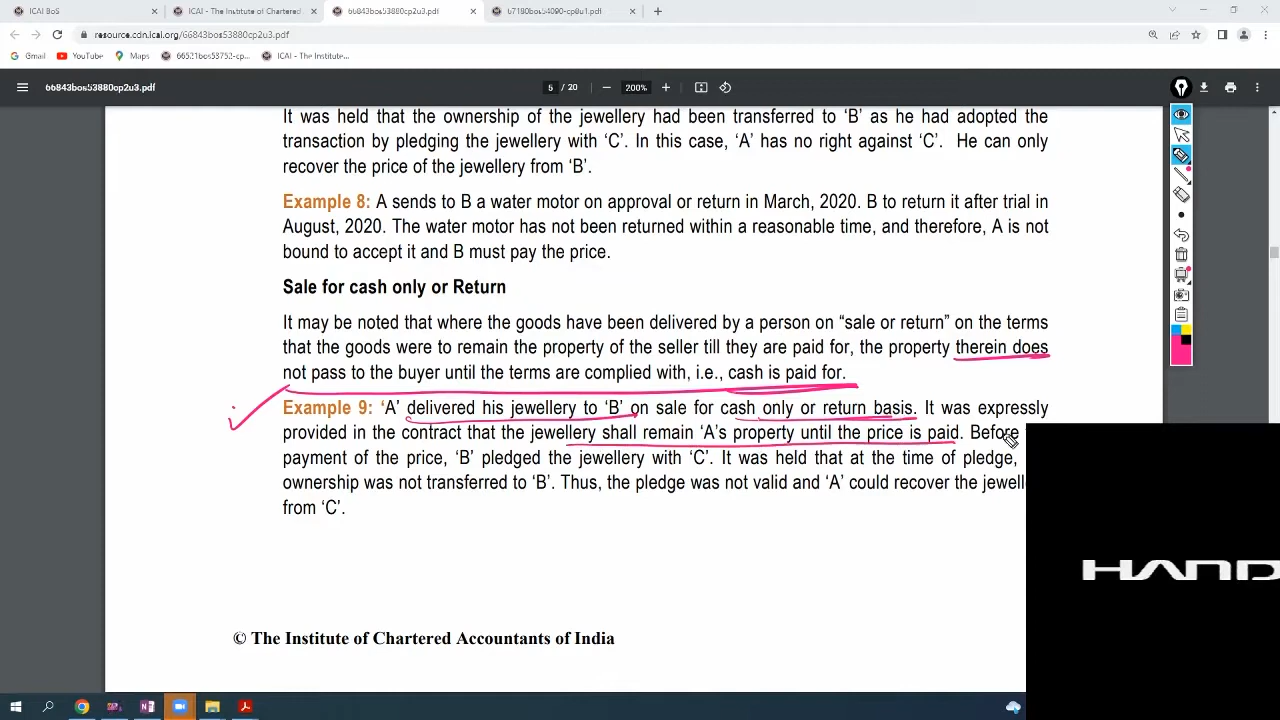 ICAI BoS
ICAI - The Institute of Chartered A
66843bos53880cp2u3.pdf
67180bos54090-cp8u1.pdf
resource.cdn.icai.org/66843bos53880cp2u3.pdf
Gmail
YouTube
Maps
66521bos53752-cp...
ICAI - The Institute...
66843bos53880cp2u3.pdf
5 / 20
200%
It was held that the ownership of the jewellery had been transferred to ‘B’ as he had adopted the
transaction by pledging the jewellery with ‘C’. In this case, ‘A’ has no right against ‘C’. He can only
recover the price of the jewellery from ‘B’.
Example 8: A sends to B a water motor on approval or return in March, 2020. B to return it after trial in
August, 2020. The water motor has not been returned within a reasonable time, and therefore, A is not
bound to accept it and B must pay the price.
Sale for cash only or Return
It may be noted that where the goods have been delivered by a person on “sale or return” on the terms
that the goods were to remain the property of the seller till they are paid for, the property therein does
not pass to the buyer until the terms are complied with, i.e., cash is paid for.
Example 9: ‘A’ delivered his jewellery to ‘B’ on sale for cash only or return basis. It was expressly
provided in the contract that the jewellery shall remain ‘A’s property until the price is paid. Before
payment of the price, ‘B’ pledged the jewellery with ‘C’. It was held that at the time of pledge,
ownership was not transferred to ‘B’. Thus, the pledge was not valid and ‘A’ could recover the jewell
from ‘C’.
HAND
© The Institute of Chartered Accountants of India